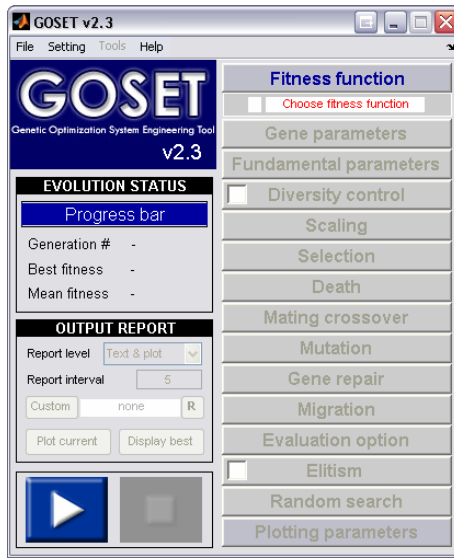 GOSET v2.3
File Setting Tools Help
GOSET
Genetic Optimization System Engineering Tool
v2.3
EVOLUTION STATUS
Progress bar
Generation # -
Best fitness -
Mean fitness -
OUTPUT REPORT
Report level Text & plot
Report interval 5
Custom none R
Plot current Display best
Fitness function
Choose fitness function
Gene parameters
Fundamental parameters
Diversity control
Scaling
Selection
Death
Mating crossover
Mutation
Gene repair
Migration
Evaluation option
Elitism
Random search
Plotting parameters